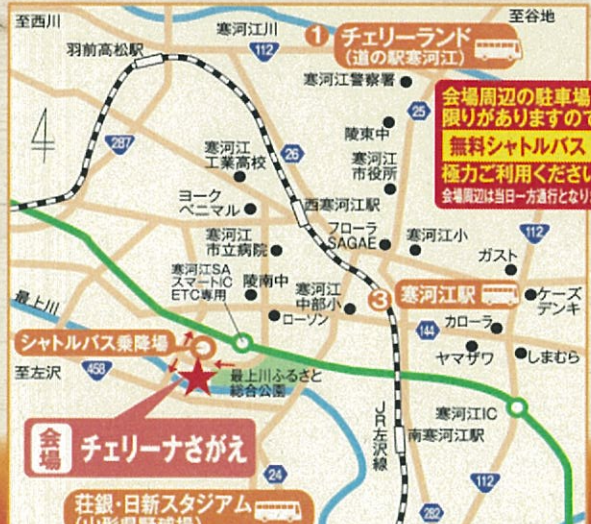 至西川
寒河江川
至谷地
羽前高松駅
112
① チェリーランド
(道の駅寒河江)
寒河江警察署
25
会場周辺の駐車場
限りがありますので
無料シャトルバス
極力ご利用ください
会場周辺は当日一方通行となり
287
26
陵東中
寒河江
工業高校
寒河江
市役所
ヨーク
ベニマル
西寒河江駅
フローラ
SAGAE
寒河江小
112
寒河江
市立病院
ガスト
寒河江SA
スマートIC
ETC専用
陵南中
寒河江
中部小
③ 寒河江駅
ケーズ
デンキ
最上川
ローソン
144
カローラ
シャトルバス乗降場
ヤマザワ
しまむら
至左沢
458
最上川ふるさと
総合公園
会場
チェリーナさがえ
JR左沢線
寒河江IC
南寒河江駅
24
112
荘銀・日新スタジアム
(山形県野球場)
282